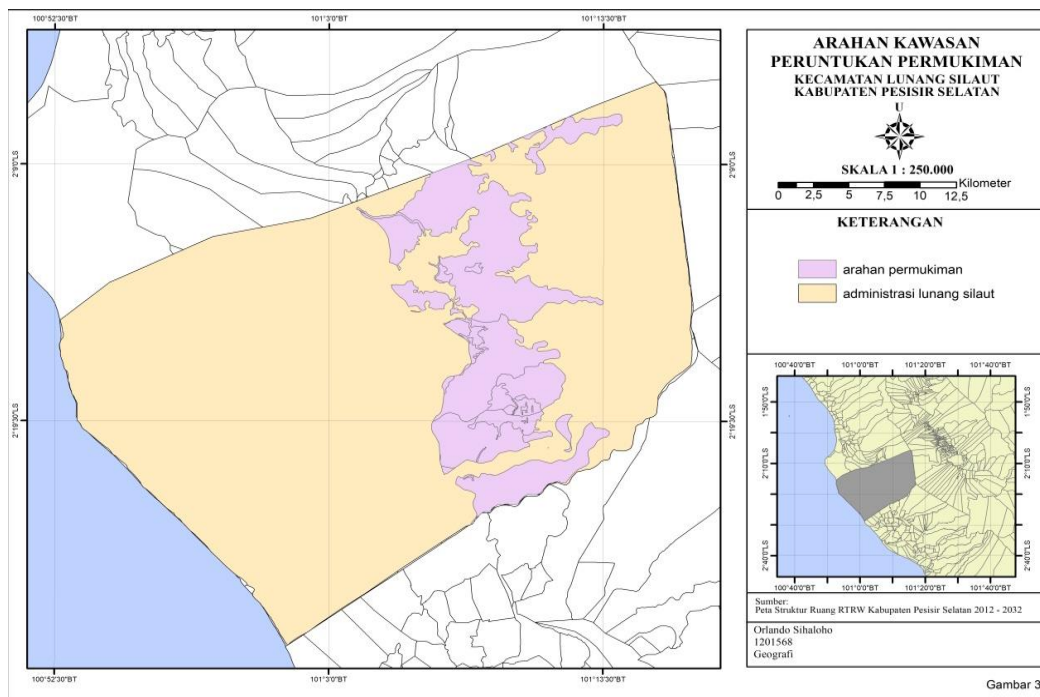 100°52'30"BT
101°3'0"BT
101°13'30"BT
2°9'0"LS
2°9'0"LS
2°19'30"LS
2°19'30"LS
100°52'30"BT
101°3'0"BT
101°13'30"BT
ARAHAN KAWASAN
PERUNTUKAN PERMUKIMAN
KECAMATAN LUNANG SILAUT
KABUPATEN PESISIR SELATAN
U
SKALA 1 : 250.000
Kilometer
0 2,5 5 7,5 10 12,5
KETERANGAN
arahan permukiman
administrasi lunang silaut
100°40'0"BT 101°0'0"BT 101°20'0"BT 101°40'0"BT
1°50'0"LS
1°50'0"LS
2°10'0"LS
2°10'0"LS
2°40'0"LS
2°40'0"LS
100°40'0"BT 101°0'0"BT 101°20'0"BT 101°40'0"BT
Sumber:
Peta Struktur Ruang RTRW Kabupaten Pesisir Selatan 2012 - 2032
Orlando Sihaloho
1201568
Geografi
Gambar 3